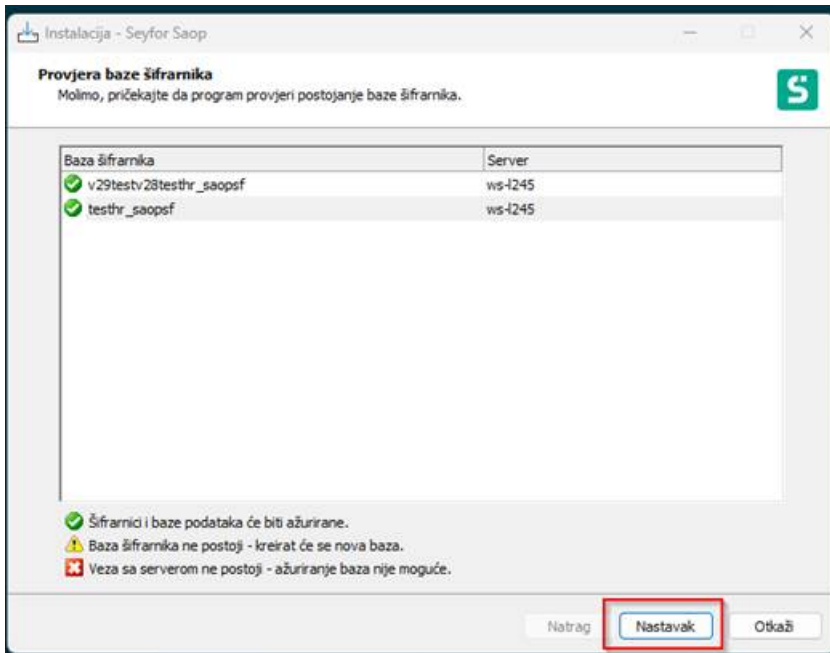 Instalacija - Seyfor Saop
Provjera baze šifrarnika
Molimo, pričekajte da program provjeri postojanje baze šifrarnika.
S
Baza šifrarnika Server
v29testv28testhr_saopsf ws-l245
testhr_saopsf ws-l245
Šifrarnici i baze podataka će biti ažurirane.
Baza šifrarnika ne postoji - kreirat će se nova baza.
Veza sa serverom ne postoji - ažuriranje baza nije moguće.
Natrag Nastavak Otkaži